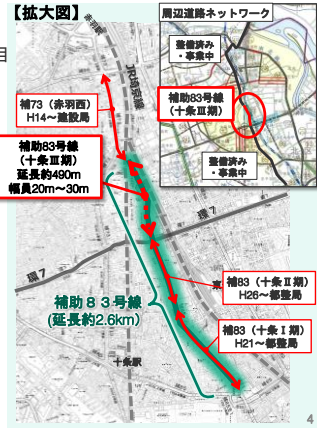 【拡大図】
目
赤羽駅
JR埼京線
周辺道路ネットワーク
整備済み・
事業中
補助83号線
(十条Ⅲ期)
整備済み・
事業中
補73(赤羽西)
H14～建設局
補助83号線
(十条Ⅲ期)
延長約490m
幅員20m～30m
環7
補83(十条Ⅱ期)
H26～都整局
補助83号線
(延長約2.6km)
補83(十条Ⅰ期)
H21～都整局
十条駅
東
4